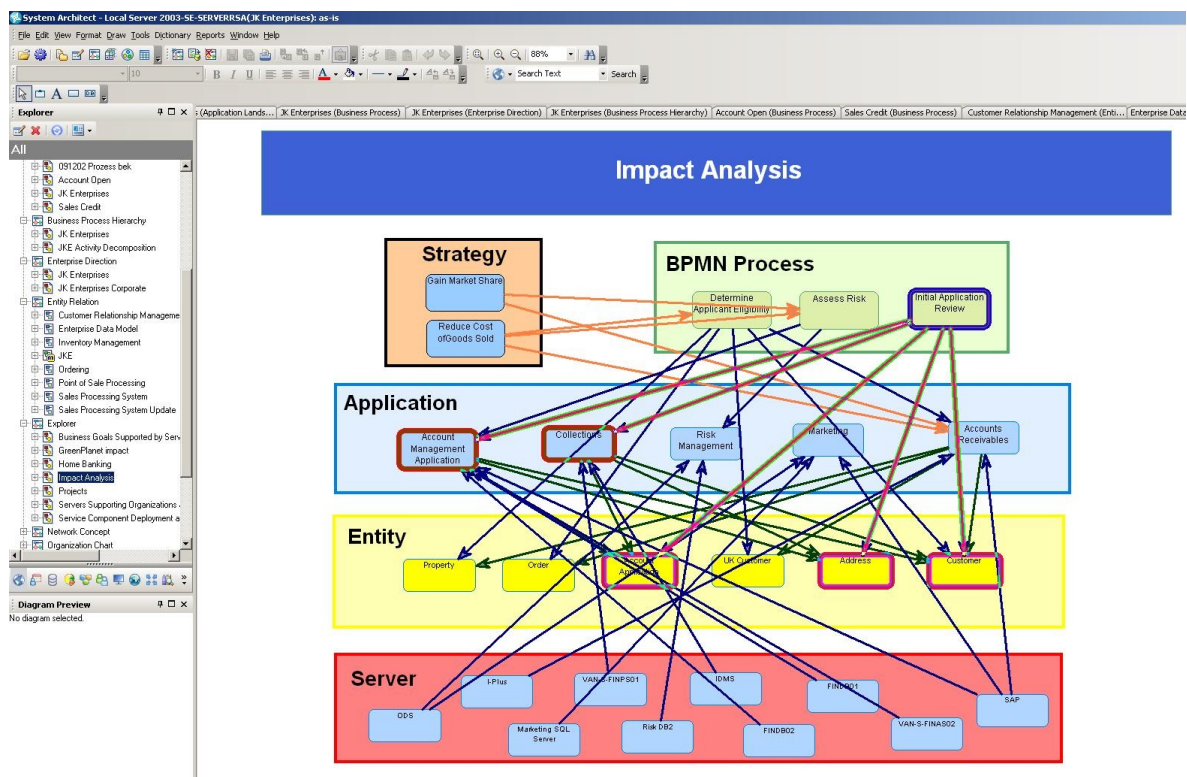 System Architect - Local Server 2003-SE-SERVERRSA(JK Enterprises): as-is
File Edit View Format Draw Tools Dictionary Reports Window Help
88%
10
B I U
Search Text
Search
Explorer
(Application Lands...
JK Enterprises (Business Process)
JK Enterprises (Enterprise Direction)
JK Enterprises (Business Process Hierarchy)
Account Open (Business Process)
Sales Credit (Business Process)
Customer Relationship Management (Enti...
Enterprise Data
All
091202 Prozess bek
Account Open
JK Enterprises
Sales Credit
Business Process Hierarchy
JK Enterprises
JKE Activity Decomposition
Enterprise Direction
JK Enterprises
JK Enterprises Corporate
Entity Relation
Customer Relationship Manageme
Enterprise Data Model
Inventory Management
JKE
Ordering
Point of Sale Processing
Sales Processing System
Sales Processing System Update
Explorer
Business Goals Supported by Serv
GreenPlanet impact
Home Banking
Impact Analysis
Projects
Servers Supporting Organizations
Service Component Deployment a
Network Concept
Organization Chart
Diagram Preview
No diagram selected.
Impact Analysis
Strategy
Gain Market Share
Reduce Cost
ofGoods Sold
BPMN Process
Determine
Applicant Eligibility
Assess Risk
Initial Application
Review
Application
Account
Management
Application
Collections
Risk
Management
Marketing
Accounts
Receivables
Entity
Property
Order
Account
UK Customer
Address
Customer
Server
ODS
I-Plus
Marketing SQL
Server
VAN-S-FINPS01
Risk DB2
IDMS
FINDB02
FINDB01
VAN-S-FINAS02
SAP